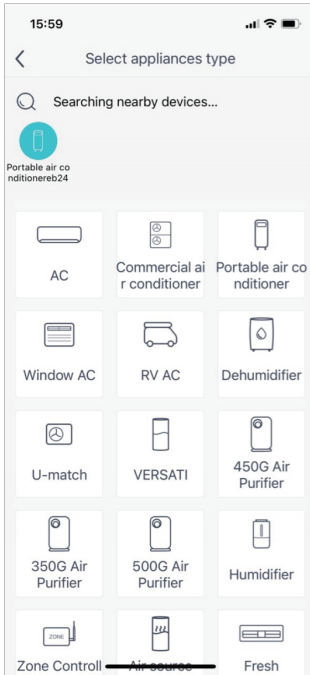 15:59
Select appliances type
Searching nearby devices...
Portable air co
nditionereb24
AC
Commercial ai
r conditioner
Portable air co
nditioner
Window AC
RV AC
Dehumidifier
U-match
VERSATI
450G Air
Purifier
350G Air
Purifier
500G Air
Purifier
Humidifier
ZONE
Zone Controll
Air source
Fresh